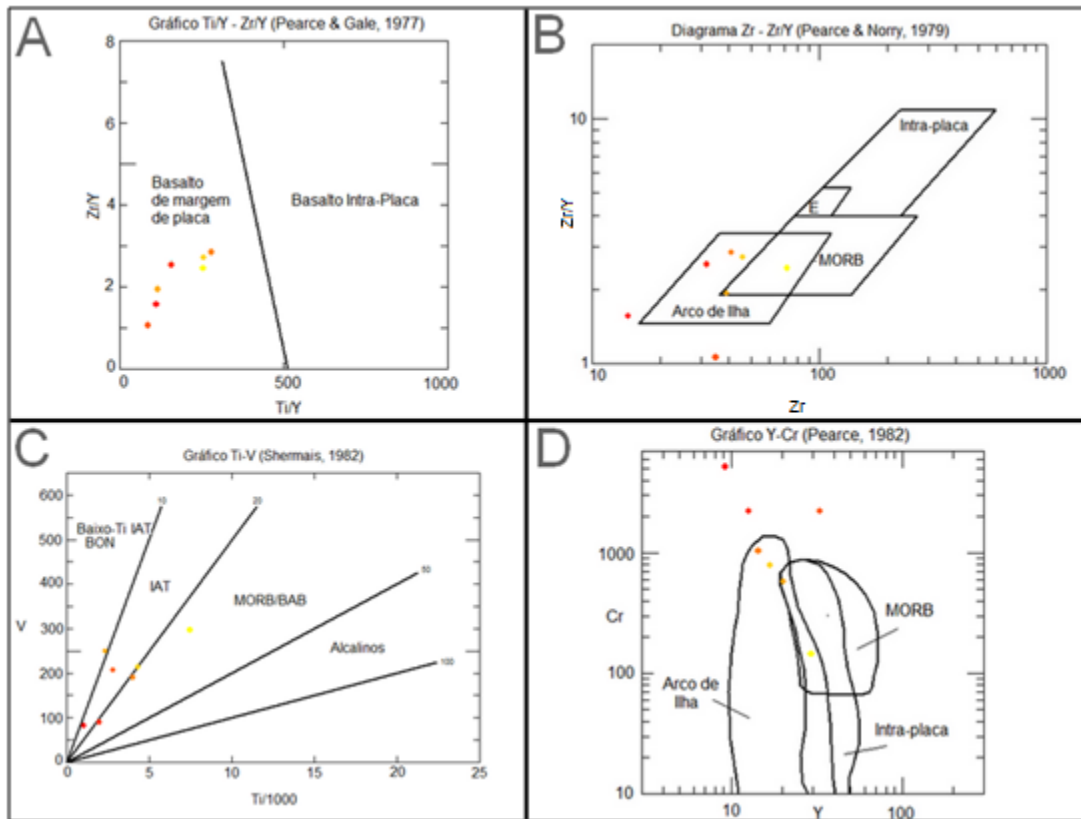 A
Gráfico Ti/Y - Zr/Y (Pearce & Gale, 1977)
8
6
4
2
0
Zr/Y
Basalto
de margem
de placa
Basalto Intra-Placa
0
500
1000
Ti/Y
B
Diagrama Zr - Zr/Y (Pearce & Norry, 1979)
10
1
Zr/Y
Intra-placa
E
MORB
Arco de Ilha
10
100
1000
Zr
C
Gráfico Ti-V (Shermais, 1982)
600
500
400
300
200
100
0
V
10
20
50
100
Baixo-Ti IAT
BON
IAT
MORB/BAB
Alcalinos
0
5
10
15
20
25
Ti/1000
D
Gráfico Y-Cr (Pearce, 1982)
1000
100
10
Cr
MORB
Arco de
Ilha
Intra-placa
10
Y
100